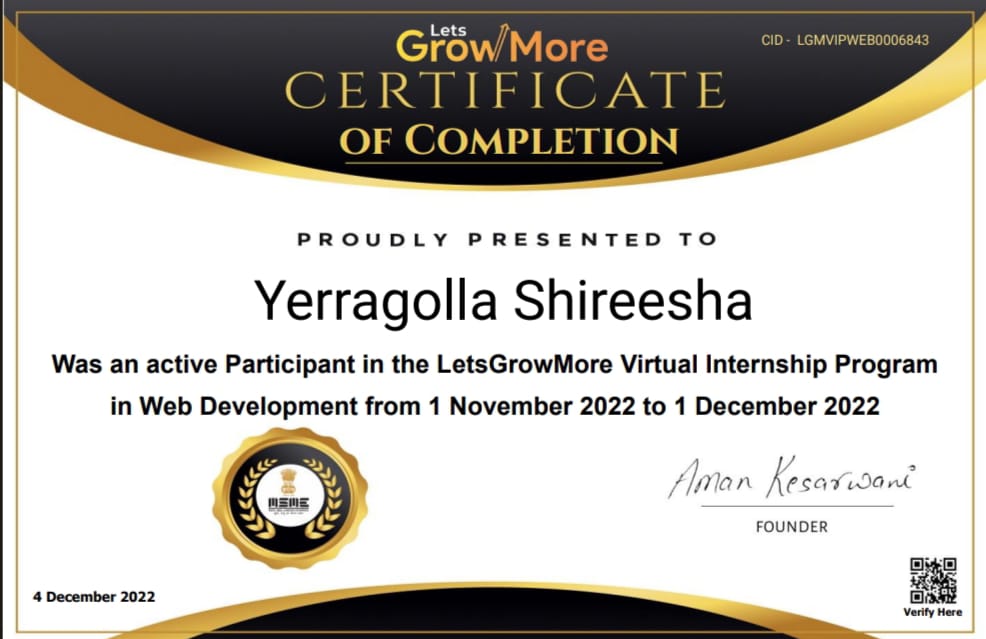 Lets
GrowMore
CID - LGMVIPWEB0006843
CERTIFICATE
OF COMPLETION
PROUDLY PRESENTED TO
Yerragolla Shireesha
Was an active Participant in the LetsGrowMore Virtual Internship Program
in Web Development from 1 November 2022 to 1 December 2022
MSME
Aman Kesarwani
FOUNDER
4 December 2022
Verify Here